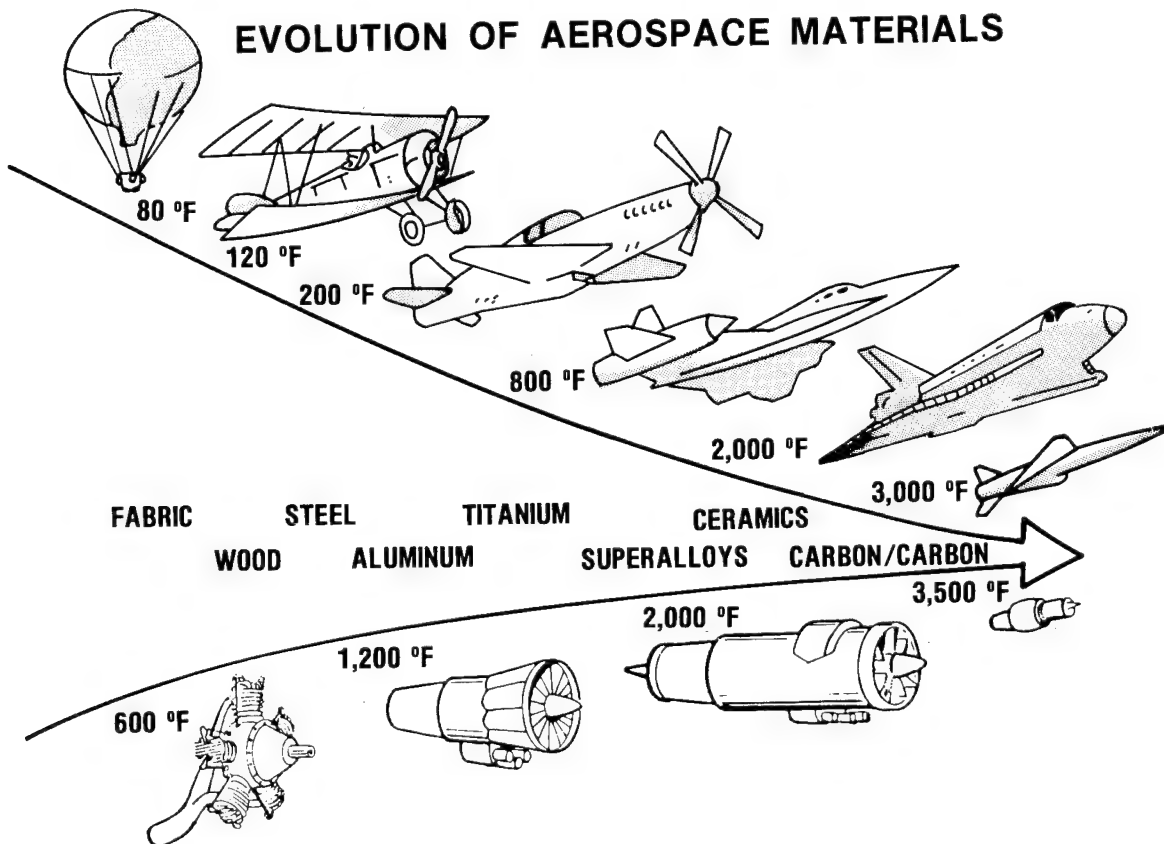 EVOLUTION OF AEROSPACE MATERIALS
80 °F
120 °F
200 °F
800 °F
2,000 °F
3,000 °F
FABRIC STEEL TITANIUM CERAMICS
WOOD ALUMINUM SUPERALLOYS CARBON/CARBON
3,500 °F
2,000 °F
1,200 °F
600 °F